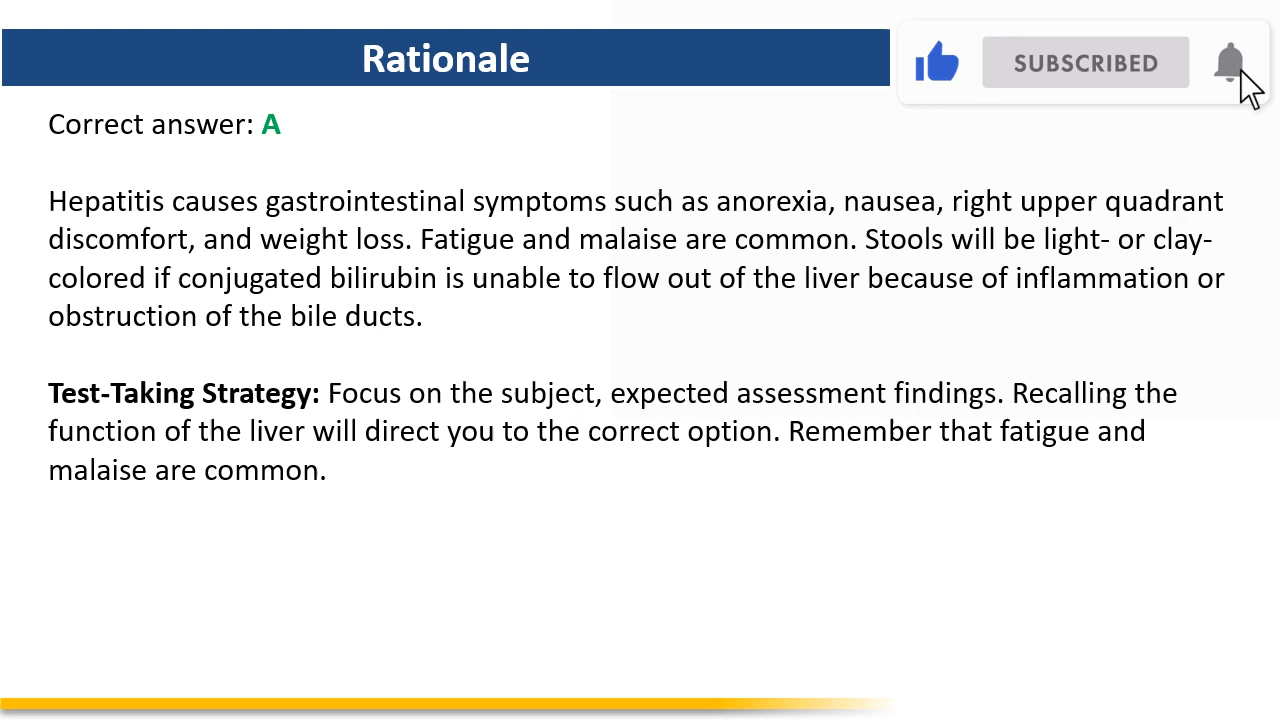 Rationale
SUBSCRIBED
Correct answer: A
Hepatitis causes gastrointestinal symptoms such as anorexia, nausea, right upper quadrant
discomfort, and weight loss. Fatigue and malaise are common. Stools will be light- or clay-
colored if conjugated bilirubin is unable to flow out of the liver because of inflammation or
obstruction of the bile ducts.
Test-Taking Strategy: Focus on the subject, expected assessment findings. Recalling the
function of the liver will direct you to the correct option. Remember that fatigue and
malaise are common.